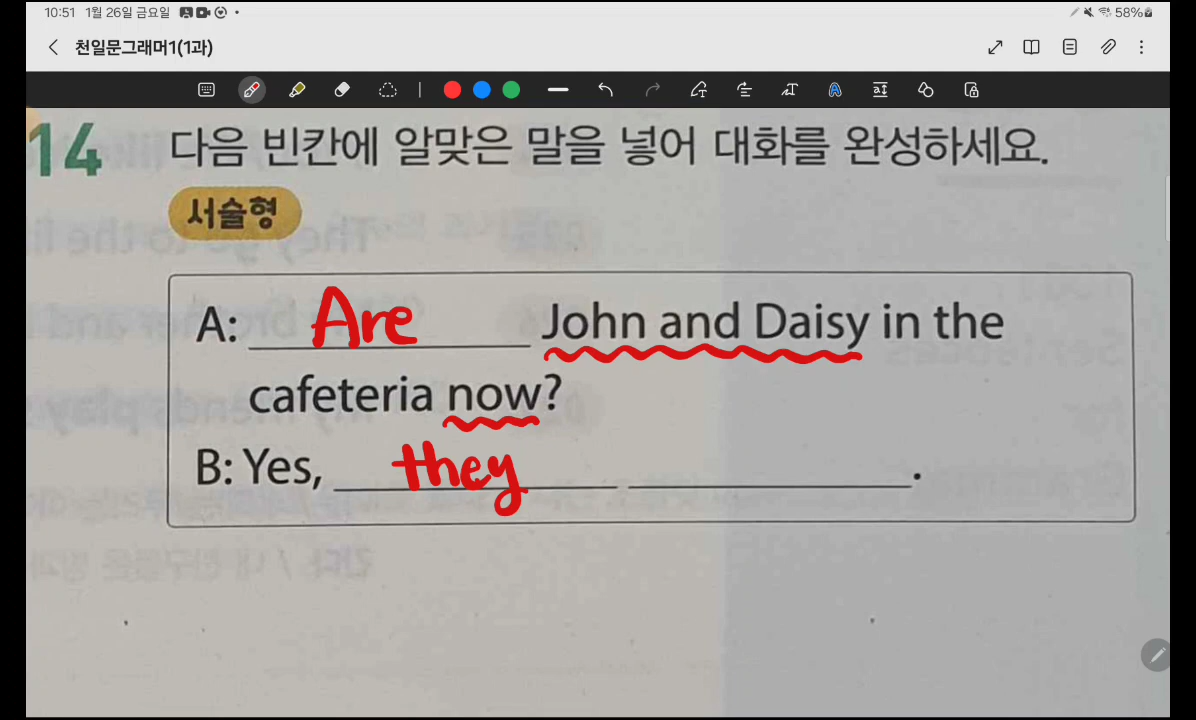 10:51 1월 26일 금요일 58%
천일문그래머1(1과)
14 다음 빈칸에 알맞은 말을 넣어 대화를 완성하세요.
서술형
A: Are John and Daisy in the
cafeteria now?
B: Yes, they .